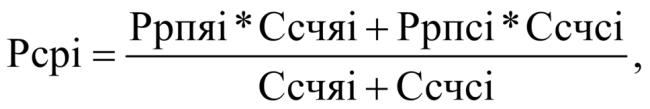 Ррпяі * Ссчяі + Ррпсі * Ссчсі
Рсрі = ,
Ссчяі + Ссчсі